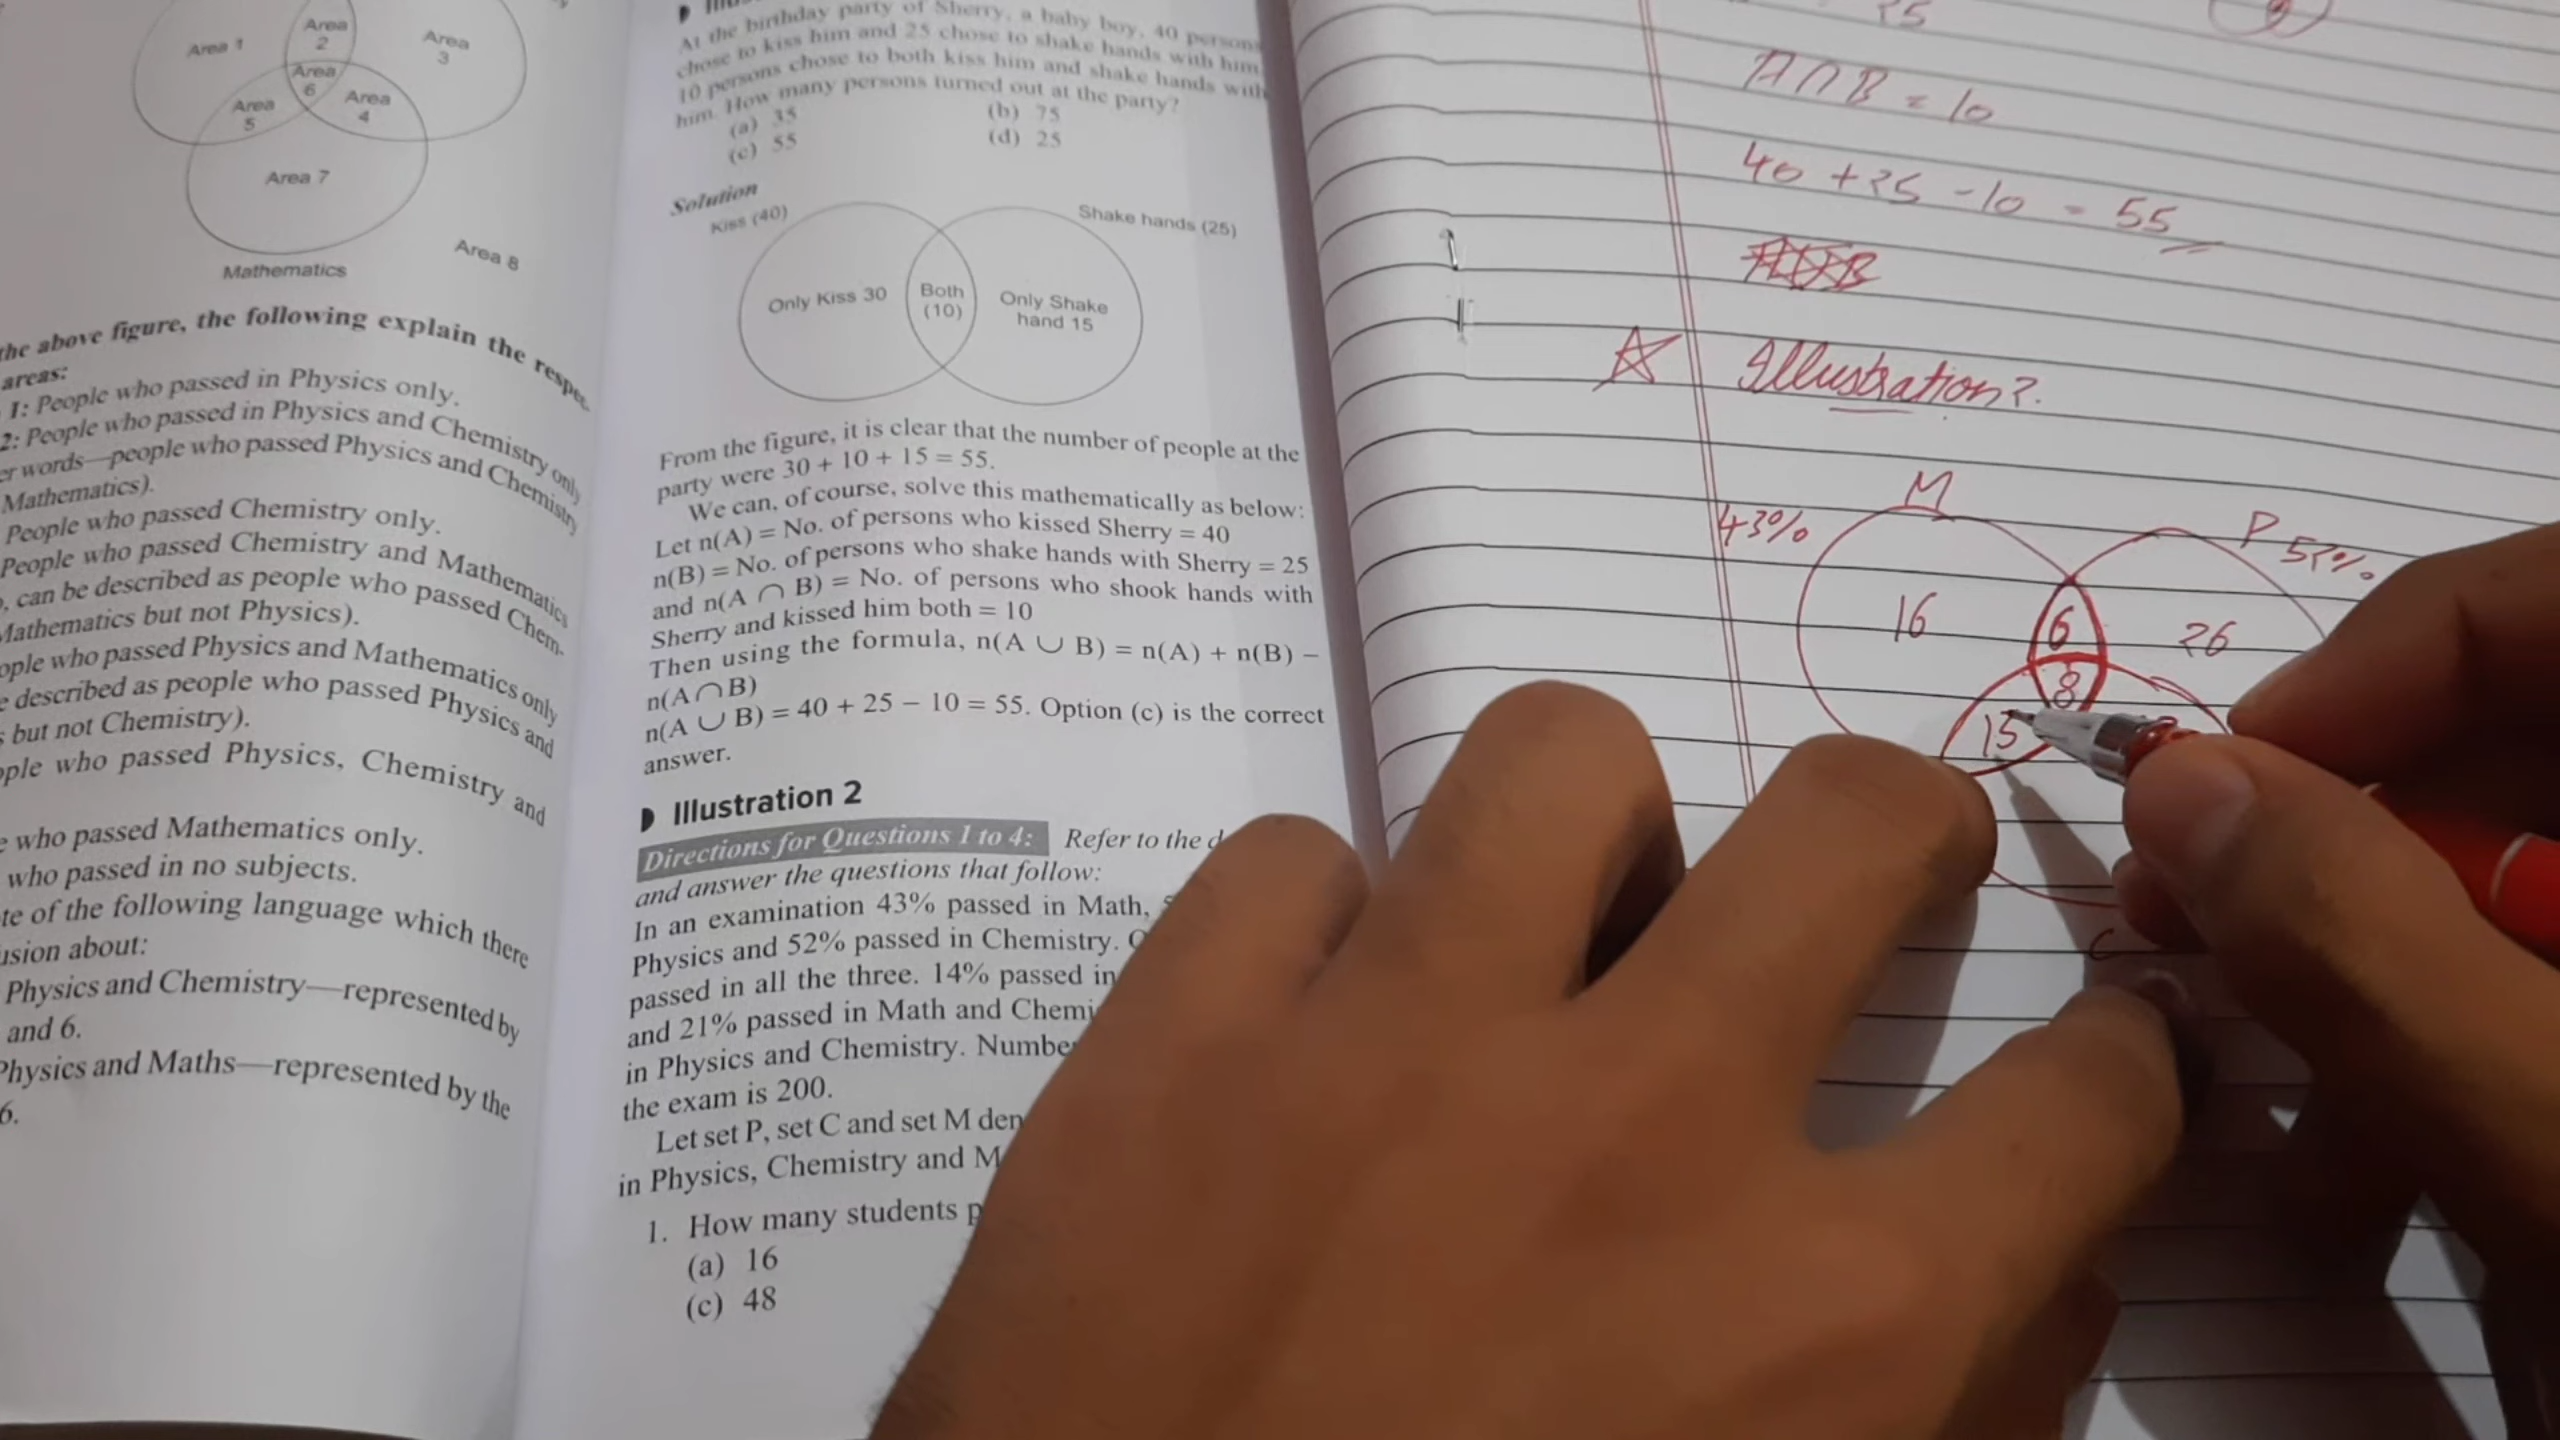 Area 1
Area
2
Area
3
Area
6
Area
5
Area
4
Area 7
Mathematics
Area 8
the above figure, the following explain the respec-
areas:
1: People who passed in Physics only.
2: People who passed in Physics and Chemistry only
er words—people who passed Physics and Chemistry
Mathematics).
People who passed Chemistry only.
People who passed Chemistry and Mathematics
, can be described as people who passed Chem-
Mathematics but not Physics).
ople who passed Physics and Mathematics only
e described as people who passed Physics and
s but not Chemistry).
ople who passed Physics, Chemistry and
e who passed Mathematics only.
who passed in no subjects.
te of the following language which there
usion about:
Physics and Chemistry—represented by
and 6.
Physics and Maths—represented by the
6.
At the birthday party of Sherry, a baby boy, 40 persons
chose to kiss him and 25 chose to shake hands with him.
10 persons chose to both kiss him and shake hands with
him. How many persons turned out at the party?
(a) 35 (b) 75
(c) 55 (d) 25
Solution
Kiss (40)
Shake hands (25)
Only Kiss 30
Both
(10)
Only Shake
hand 15
From the figure, it is clear that the number of people at the
party were 30 + 10 + 15 = 55.
We can, of course, solve this mathematically as below:
Let n(A) = No. of persons who kissed Sherry = 40
n(B) = No. of persons who shake hands with Sherry = 25
and n(A ∩ B) = No. of persons who shook hands with
Sherry and kissed him both = 10
Then using the formula, n(A ∪ B) = n(A) + n(B) –
n(A∩B)
n(A ∪ B) = 40 + 25 – 10 = 55. Option (c) is the correct
answer.
Illustration 2
Directions for Questions 1 to 4: Refer to the d
and answer the questions that follow:
In an examination 43% passed in Math,
Physics and 52% passed in Chemistry.
passed in all the three. 14% passed in
and 21% passed in Math and Chemi
in Physics and Chemistry. Numbe
the exam is 200.
Let set P, set C and set M den
in Physics, Chemistry and M
1. How many students p
(a) 16
(c) 48
A∩B = 10
40 + 25 - 10 = 55
Illustration 2.
M
43%
P 52%
16
6
26
8
15
C